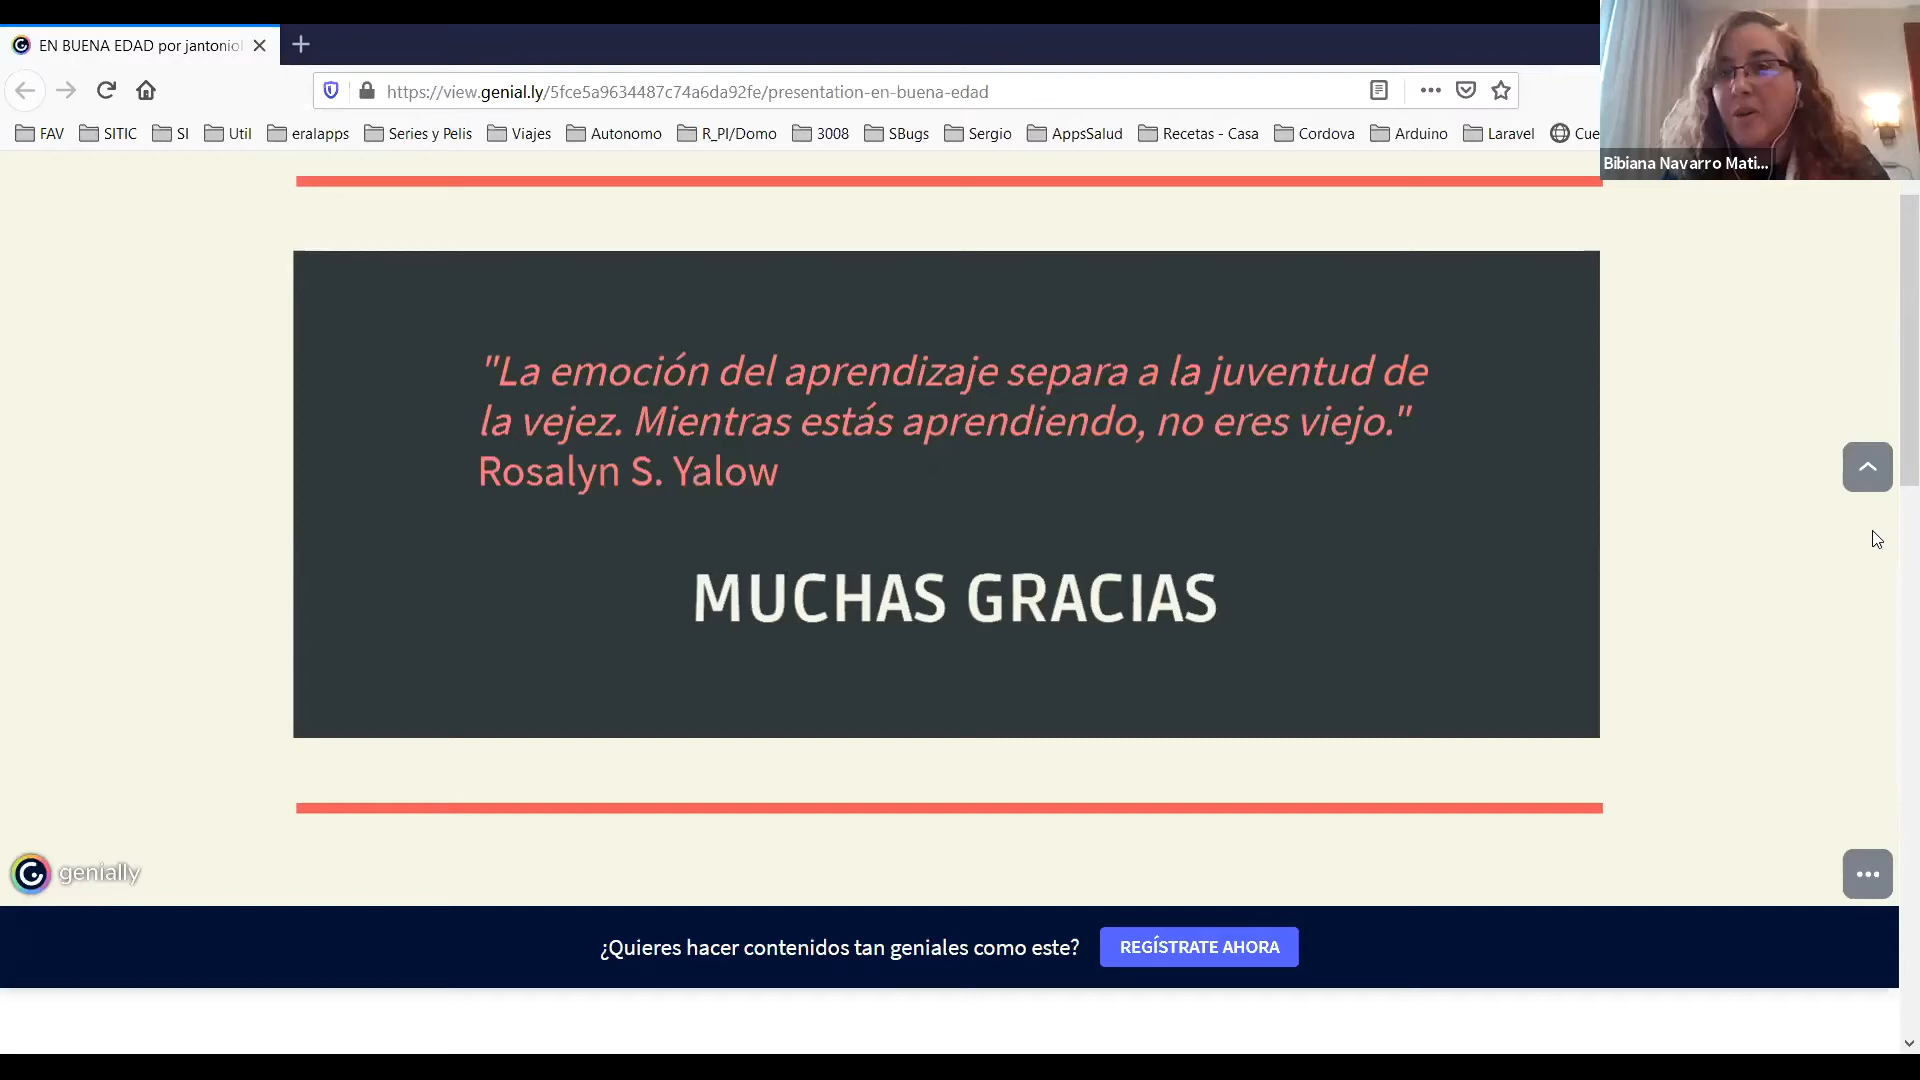 EN BUENA EDAD por jantoniol
https://view.genial.ly/5fce5a9634487c74a6da92fe/presentation-en-buena-edad
FAV SITIC SI Util eralapps Series y Pelis Viajes Autonomo R_PI/Domo 3008 SBugs Sergio AppsSalud Recetas - Casa Cordova Arduino Laravel Cue
Bibiana Navarro Mati...
"La emoción del aprendizaje separa a la juventud de
la vejez. Mientras estás aprendiendo, no eres viejo."
Rosalyn S. Yalow
MUCHAS GRACIAS
genially
¿Quieres hacer contenidos tan geniales como este? REGÍSTRATE AHORA